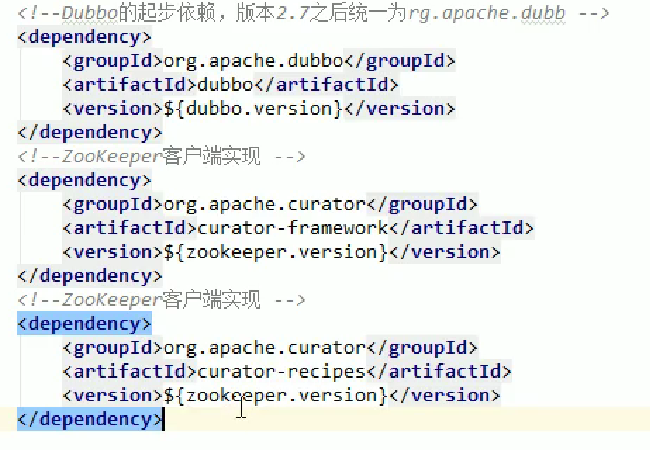 <!--Dubbo的起步依赖，版本2.7之后统一为rg.apache.dubb -->
<dependency>
    <groupId>org.apache.dubbo</groupId>
    <artifactId>dubbo</artifactId>
    <version>${dubbo.version}</version>
</dependency>
<!--ZooKeeper客户端实现 -->
<dependency>
    <groupId>org.apache.curator</groupId>
    <artifactId>curator-framework</artifactId>
    <version>${zookeeper.version}</version>
</dependency>
<!--ZooKeeper客户端实现 -->
<dependency>
    <groupId>org.apache.curator</groupId>
    <artifactId>curator-recipes</artifactId>
    <version>${zookeeper.version}</version>
</dependency>